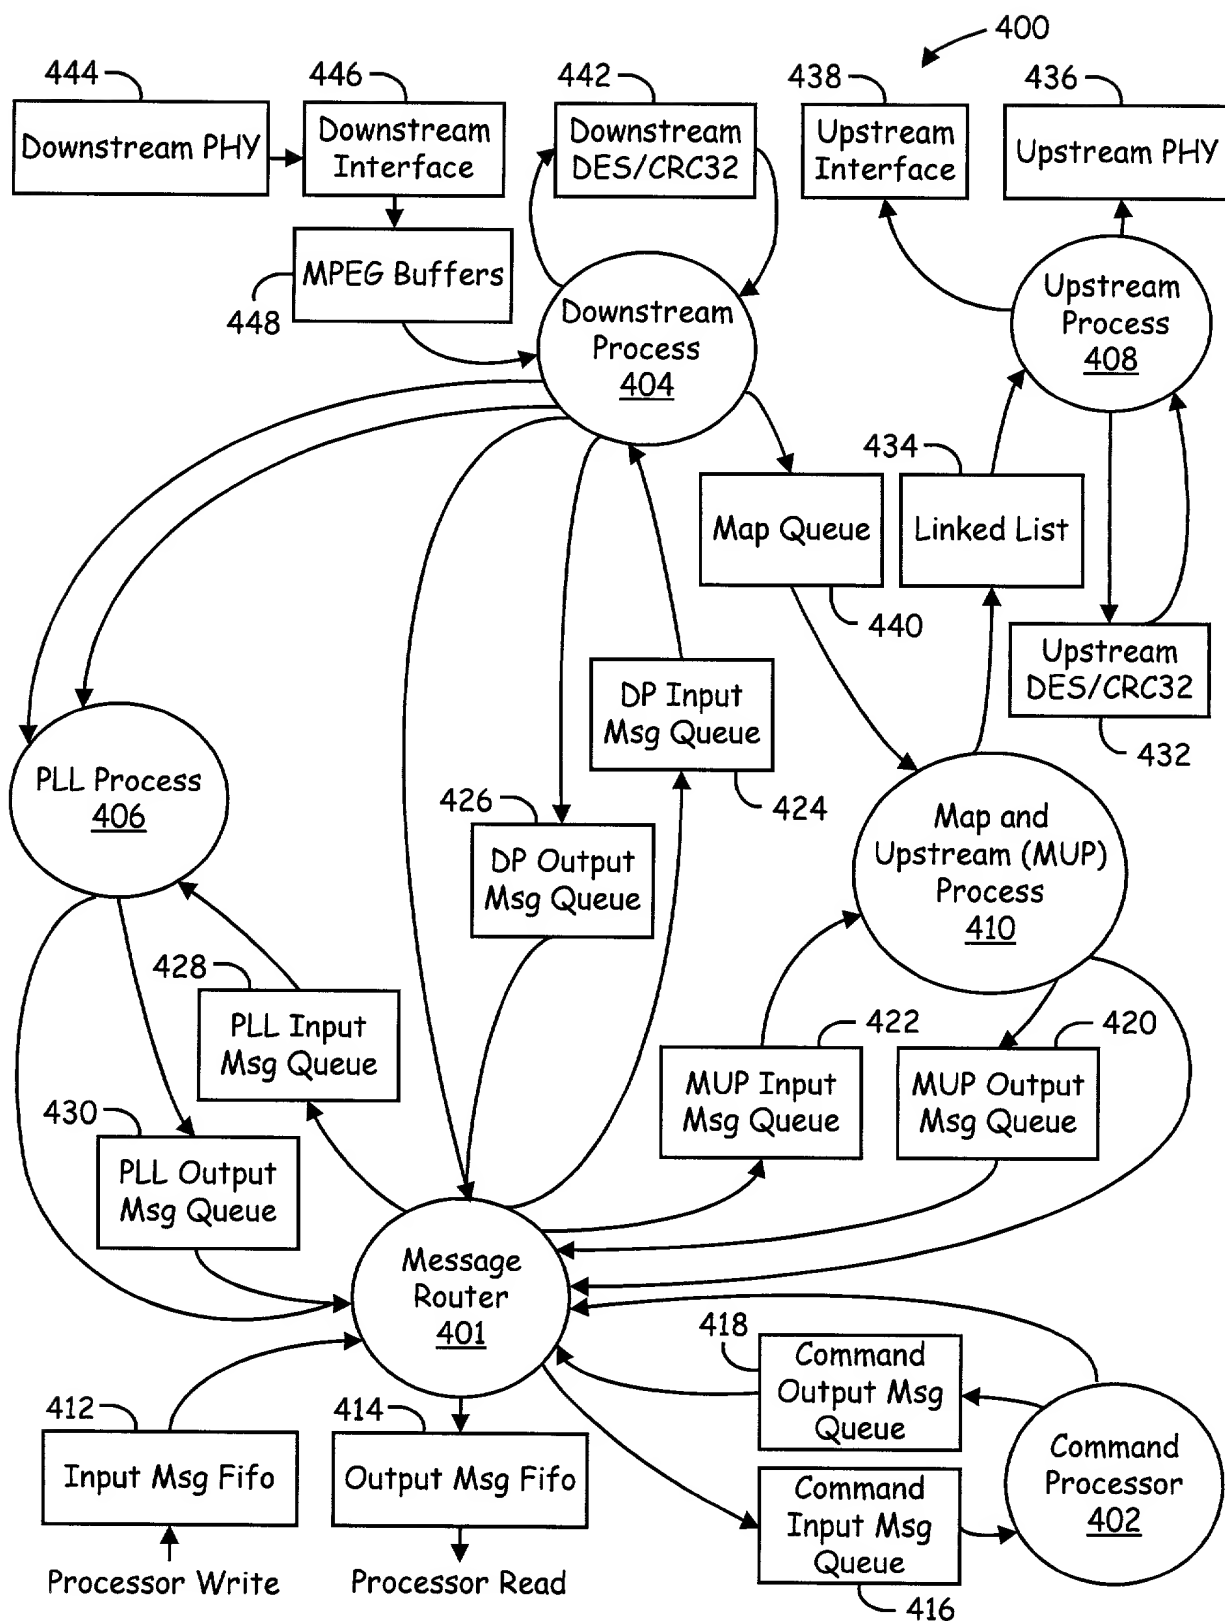 400
444
446
442
438
436
Downstream PHY
Downstream
Interface
Downstream
DES/CRC32
Upstream
Interface
Upstream PHY
MPEG Buffers
448
Downstream
Process
404
Upstream
Process
408
434
Map Queue
Linked List
440
Upstream
DES/CRC32
432
DP Input
Msg Queue
424
PLL Process
406
426
DP Output
Msg Queue
Map and
Upstream (MUP)
Process
410
428
PLL Input
Msg Queue
422
420
MUP Input
Msg Queue
MUP Output
Msg Queue
430
PLL Output
Msg Queue
Message
Router
401
418
Command
Output Msg
Queue
412
414
Input Msg Fifo
Output Msg Fifo
Command
Processor
402
Command
Input Msg
Queue
Processor Write
Processor Read
416